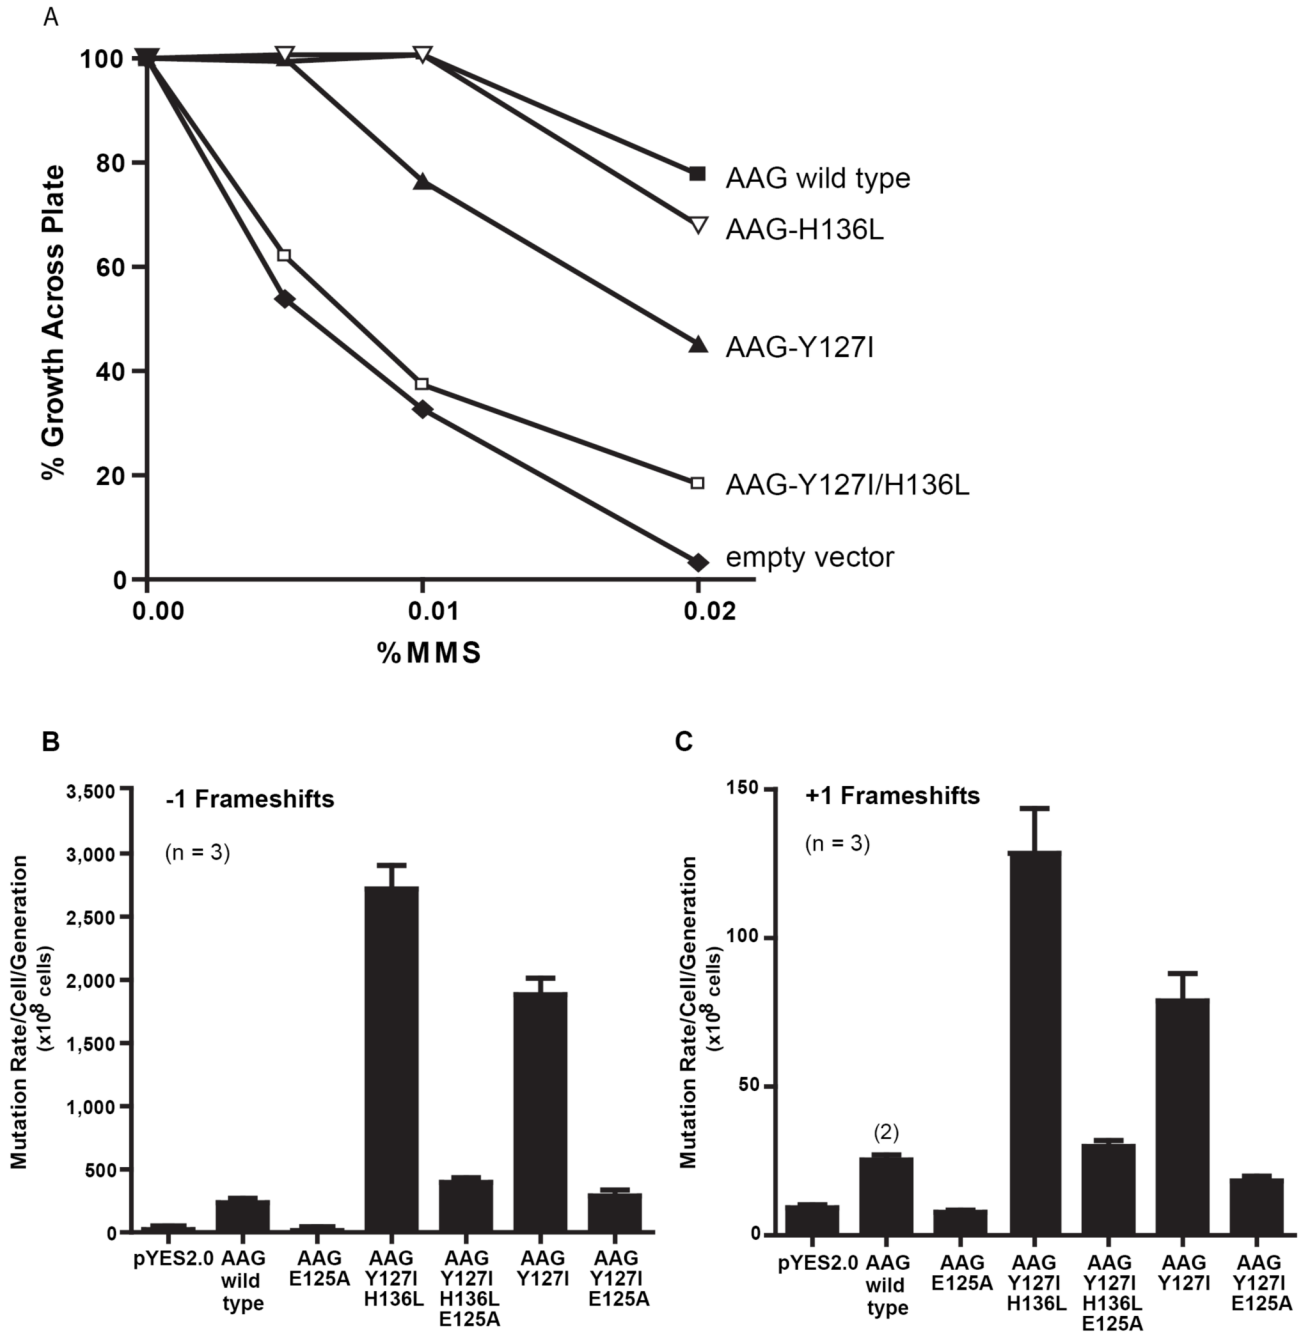 A
100
80
60
40
20
0
% Growth Across Plate
AAG wild type
AAG-H136L
AAG-Y127I
AAG-Y127I/H136L
empty vector
0.00
0.01
0.02
%MMS
B
-1 Frameshifts
(n = 3)
3,500
3,000
2,500
2,000
1,500
1,000
500
0
Mutation Rate/Cell/Generation
(x10⁸ cells)
pYES2.0
AAG
wild
type
AAG
E125A
AAG
Y127I
H136L
AAG
Y127I
H136L
E125A
AAG
Y127I
AAG
Y127I
E125A
C
+1 Frameshifts
(n = 3)
150
100
50
0
Mutation Rate/Cell/Generation
(x10⁸ cells)
(2)
pYES2.0
AAG
wild
type
AAG
E125A
AAG
Y127I
H136L
AAG
Y127I
H136L
E125A
AAG
Y127I
AAG
Y127I
E125A